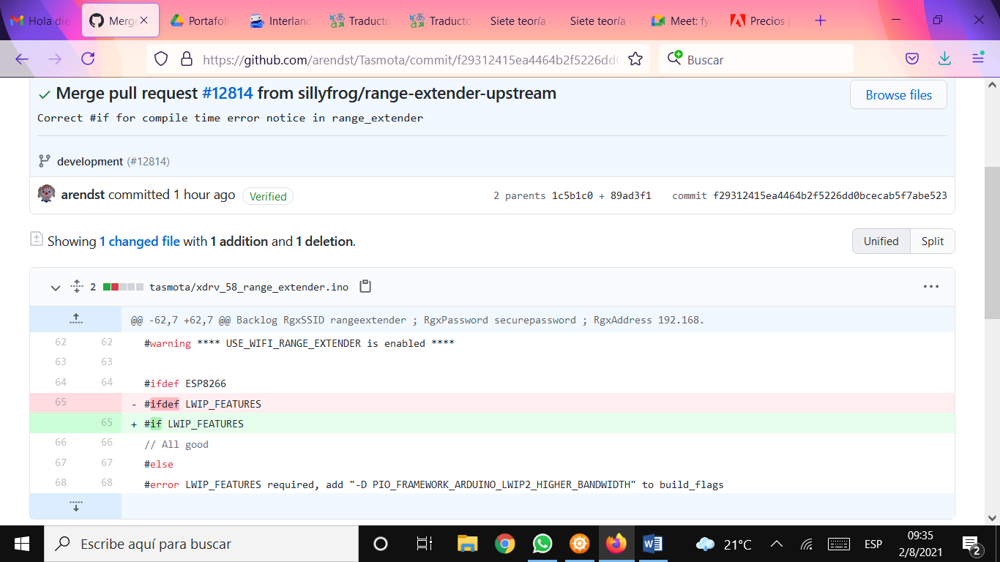 Hola die
Merge
Portafoli
Interland
Traducto
Traducto
Siete teoría
Siete teoría
Meet: fye
Precios |
https://github.com/arendst/Tasmota/commit/f29312415ea4464b2f5226dd0
Buscar
Merge pull request #12814 from sillyfrog/range-extender-upstream
Browse files
Correct #if for compile time error notice in range_extender
development (#12814)
arendst committed 1 hour ago Verified
2 parents 1c5b1c0 + 89ad3f1 commit f29312415ea4464b2f5226dd0bcecab5f7abe523
Showing 1 changed file with 1 addition and 1 deletion.
Unified Split
2 tasmota/xdrv_58_range_extender.ino
@@ -62,7 +62,7 @@ Backlog RgxSSID rangeextender ; RgxPassword securepassword ; RgxAddress 192.168.
62 62 #warning **** USE_WIFI_RANGE_EXTENDER is enabled ****
63 63
64 64 #ifdef ESP8266
65 - #ifdef LWIP_FEATURES
65 + #if LWIP_FEATURES
66 66 // All good
67 67 #else
68 68 #error LWIP_FEATURES required, add "-D PIO_FRAMEWORK_ARDUINO_LWIP2_HIGHER_BANDWIDTH" to build_flags
Escribe aquí para buscar
21°C
ESP
09:35
2/8/2021
2